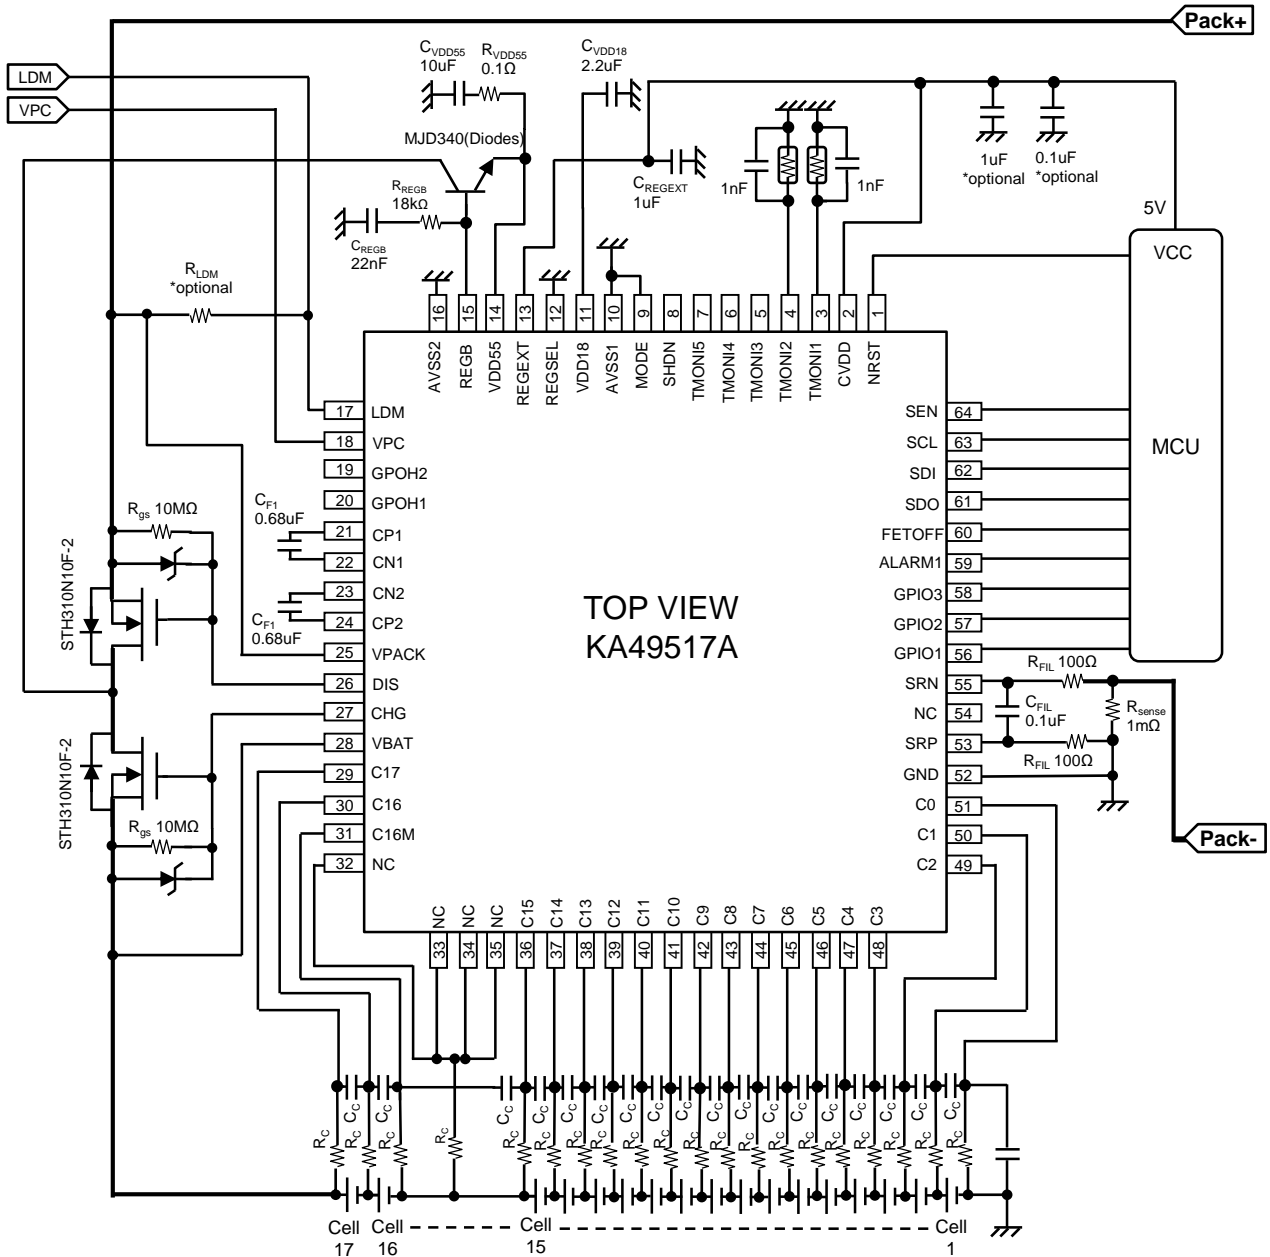 Pack+
LDM
VPC
CVDD55
10uF
RVDD55
0.1Ω
CVDD18
2.2uF
MJD340(Diodes)
RREGB
18kΩ
CREGB
22nF
CREGEXT
1uF
1nF
1nF
1uF
*optional
0.1uF
*optional
5V
VCC
MCU
RLDM
*optional
16 15 14 13 12 11 10 9 8 7 6 5 4 3 2 1
AVSS2
REGB
VDD55
REGEXT
REGSEL
VDD18
AVSS1
MODE
SHDN
TMONI5
TMONI4
TMONI3
TMONI2
TMONI1
CVDD
NRST
17 LDM
18 VPC
19 GPOH2
20 GPOH1
21 CP1
22 CN1
23 CN2
24 CP2
25 VPACK
26 DIS
27 CHG
28 VBAT
29 C17
30 C16
31 C16M
32 NC
CF1
0.68uF
CF1
0.68uF
Rgs 10MΩ
STH310N10F-2
STH310N10F-2
Rgs 10MΩ
TOP VIEW
KA49517A
SEN 64
SCL 63
SDI 62
SDO 61
FETOFF 60
ALARM1 59
GPIO3 58
GPIO2 57
GPIO1 56
SRN 55
NC 54
SRP 53
GND 52
C0 51
C1 50
C2 49
RFIL 100Ω
CFIL
0.1uF
Rsense
1mΩ
RFIL 100Ω
Pack-
NC NC NC C15 C14 C13 C12 C11 C10 C9 C8 C7 C6 C5 C4 C3
33 34 35 36 37 38 39 40 41 42 43 44 45 46 47 48
CC CC CC CC CC CC CC CC CC CC CC CC CC CC CC CC CC CC
RC RC RC RC RC RC RC RC RC RC RC RC RC RC RC RC RC RC RC
Cell
17
Cell
16
Cell
15
Cell
1